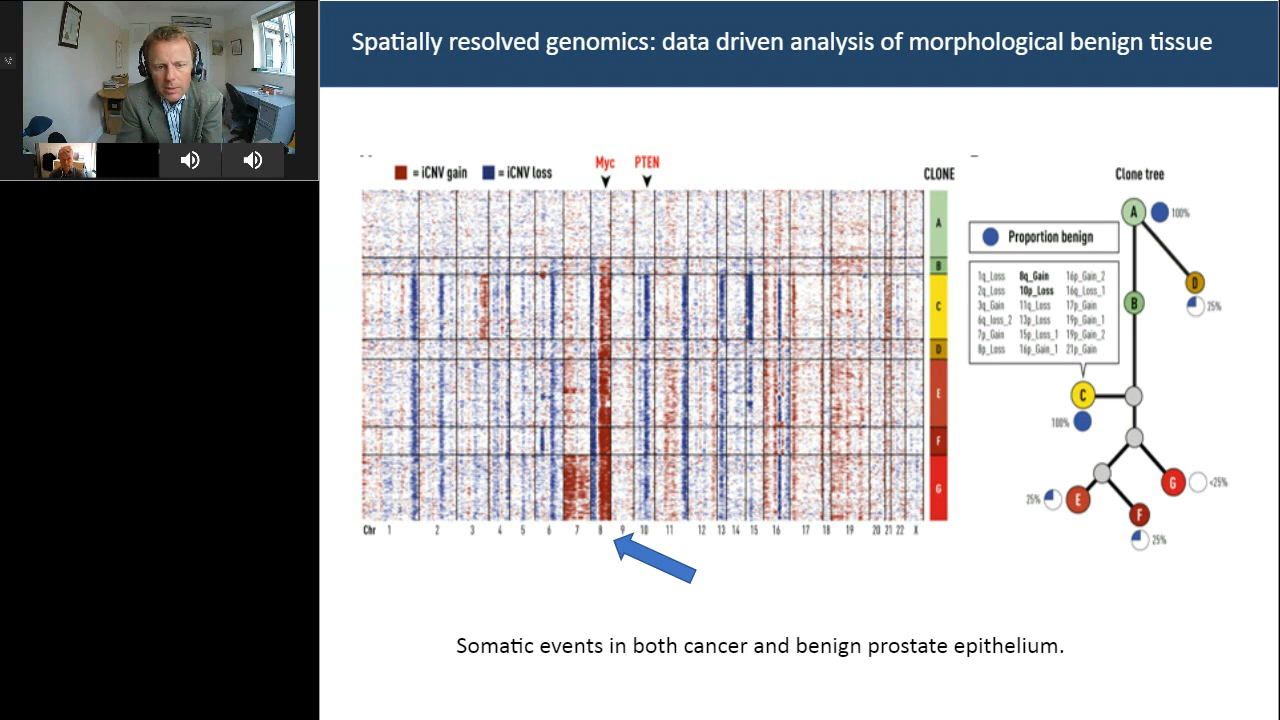 Spatially resolved genomics: data driven analysis of morphological benign tissue
= iCNV gain
= iCNV loss
Myc
PTEN
CLONE
A
B
C
D
E
F
G
Chr 1 2 3 4 5 6 7 8 9 10 11 12 13 14 15 16 17 18 19 20 21 22 X
Clone tree
A
100%
Proportion benign
1q_Loss 8q_Gain 16p_Gain_2
2q_Loss 10p_Loss 16q_Loss_1
3q_Gain 11q_Loss 17p_Gain
6q_loss_2 13p_Loss 19p_Gain_1
7p_Gain 15p_Loss_1 19p_Gain_2
8p_Loss 16p_Gain_1 21p_Gain
D
25%
B
C
100%
G
<25%
E
25%
F
25%
Somatic events in both cancer and benign prostate epithelium.